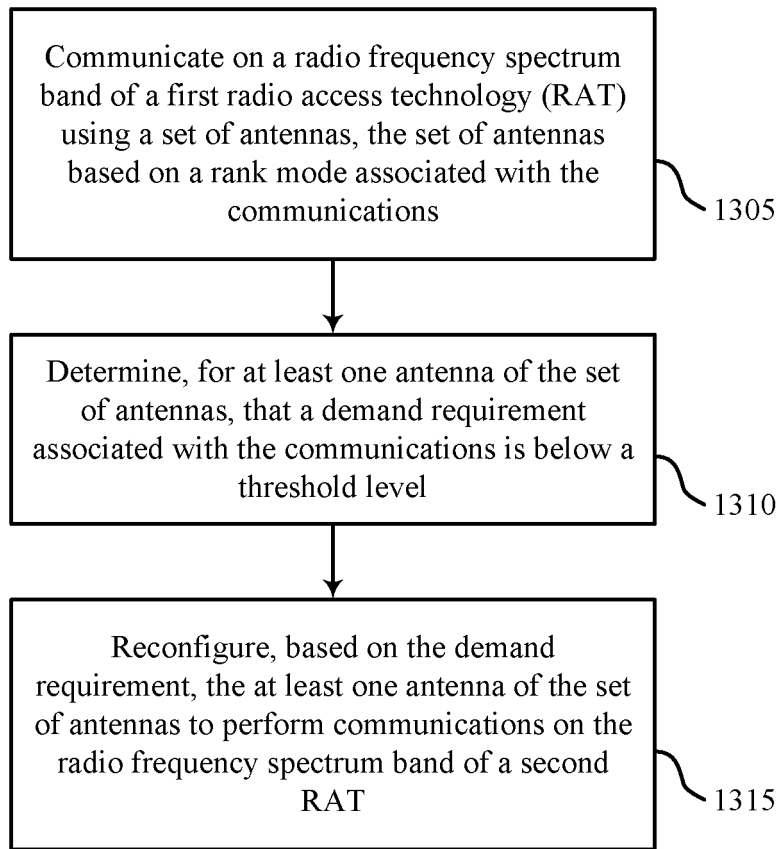 Communicate on a radio frequency spectrum
band of a first radio access technology (RAT)
using a set of antennas, the set of antennas
based on a rank mode associated with the
communications
1305
Determine, for at least one antenna of the set
of antennas, that a demand requirement
associated with the communications is below a
threshold level
1310
Reconfigure, based on the demand
requirement, the at least one antenna of the set
of antennas to perform communications on the
radio frequency spectrum band of a second
RAT
1315